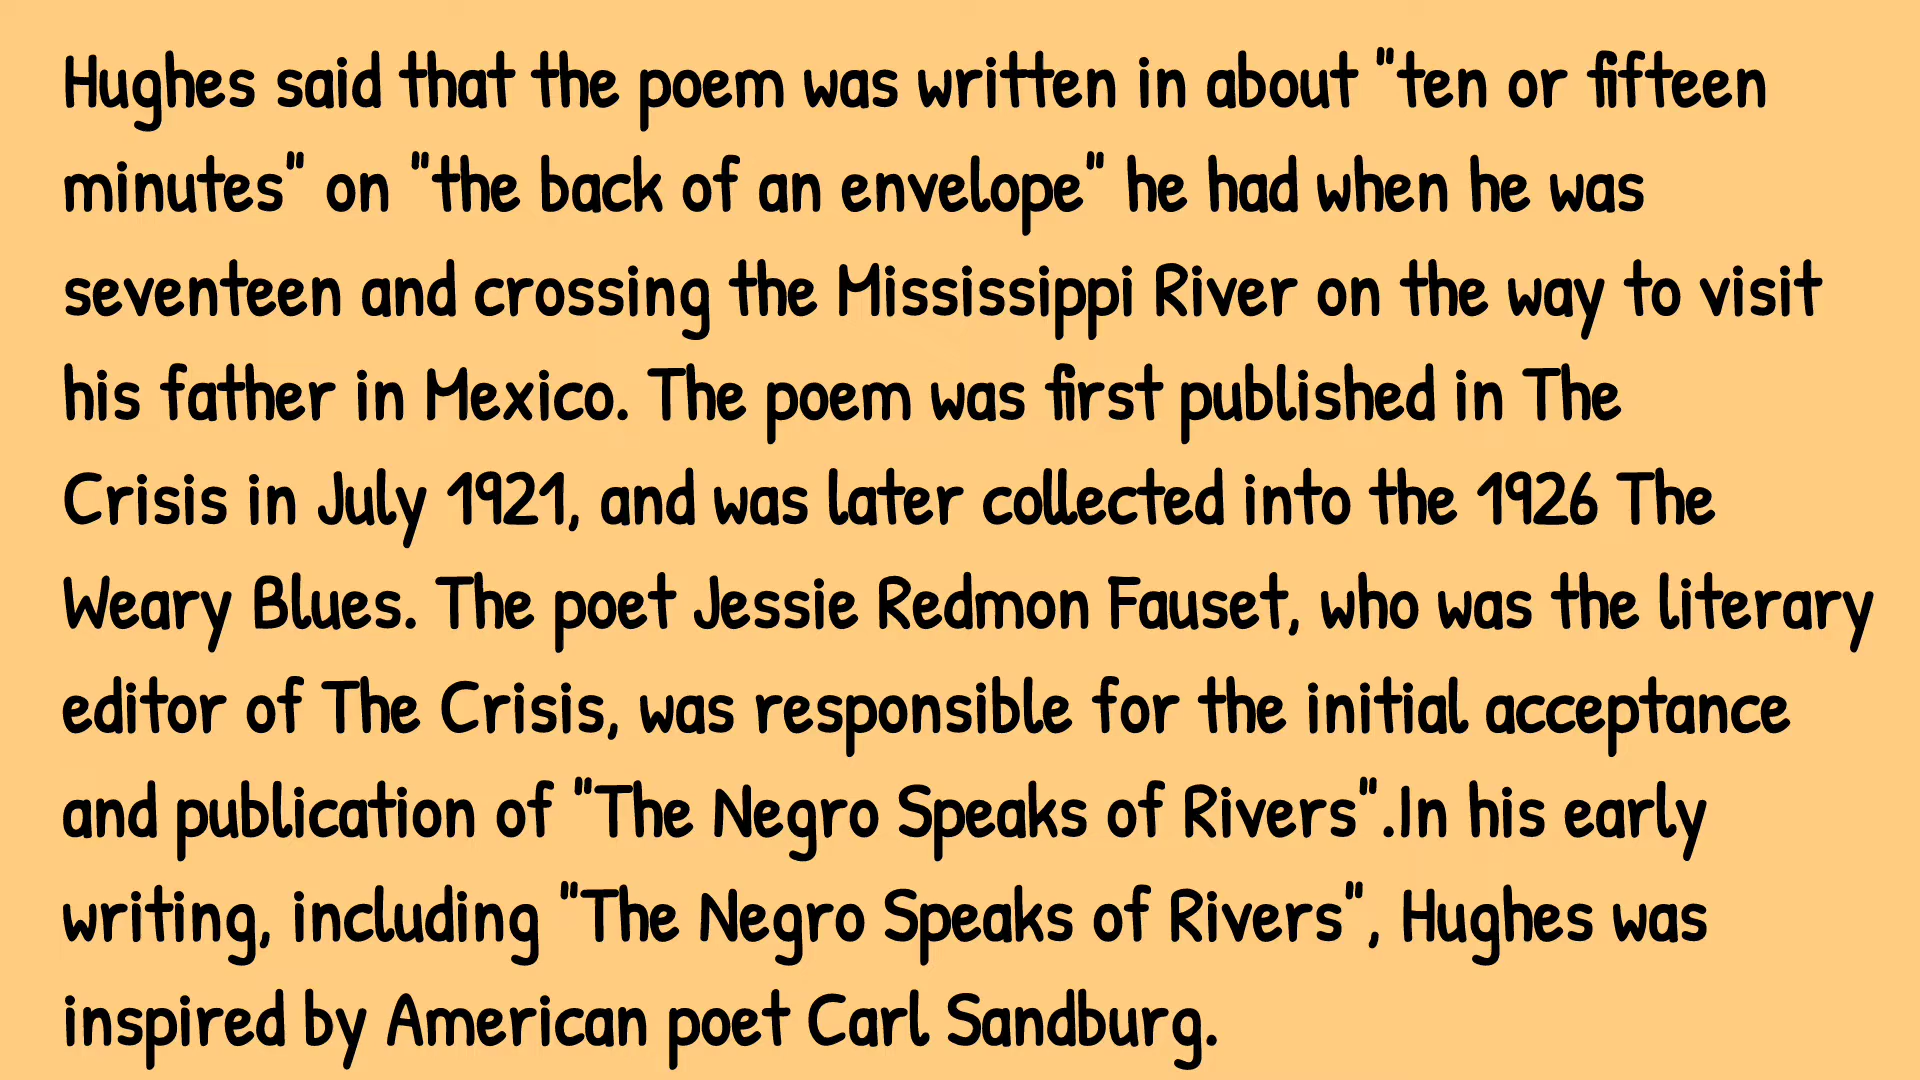 Hughes said that the poem was written in about "ten or fifteen
minutes" on "the back of an envelope" he had when he was
seventeen and crossing the Mississippi River on the way to visit
his father in Mexico. The poem was first published in The
Crisis in July 1921, and was later collected into the 1926 The
Weary Blues. The poet Jessie Redmon Fauset, who was the literary
editor of The Crisis, was responsible for the initial acceptance
and publication of "The Negro Speaks of Rivers".In his early
writing, including "The Negro Speaks of Rivers", Hughes was
inspired by American poet Carl Sandburg.